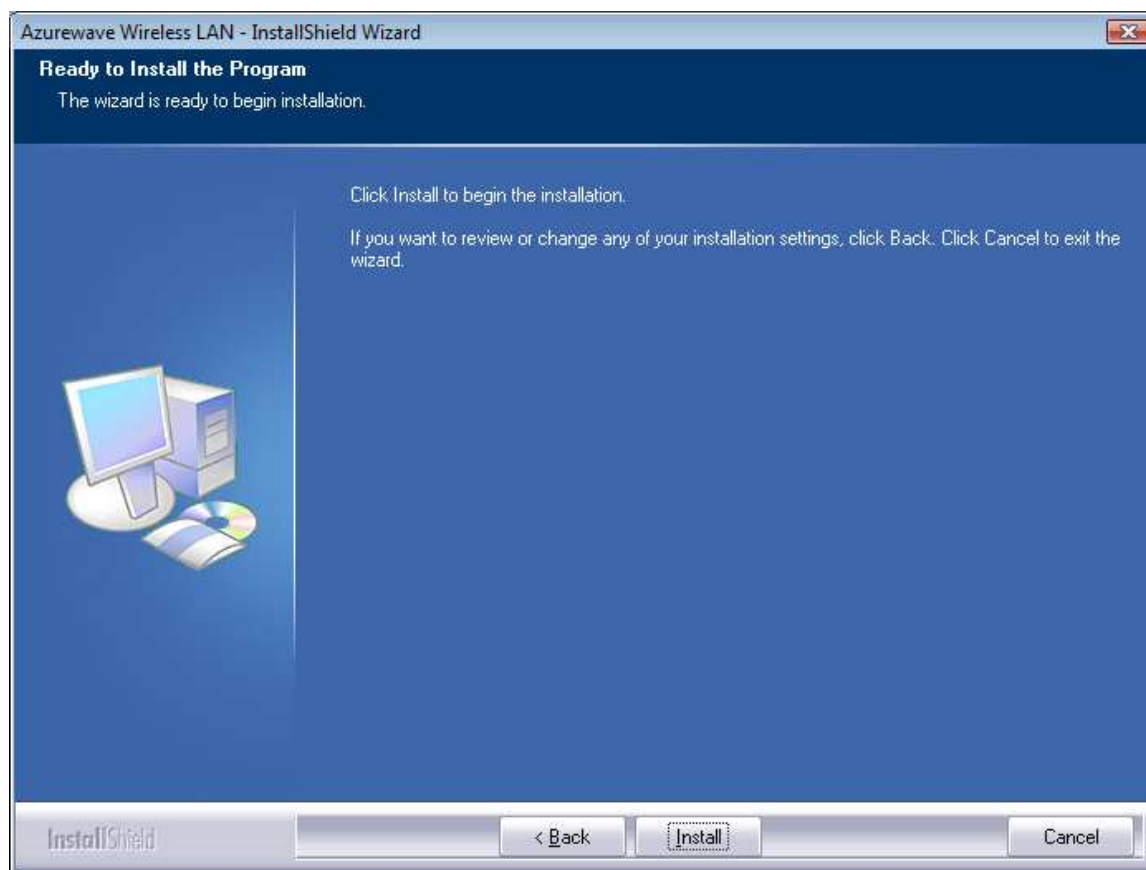 Azurewave Wireless LAN - InstallShield Wizard
Ready to Install the Program
The wizard is ready to begin installation.
Click Install to begin the installation.
If you want to review or change any of your installation settings, click Back. Click Cancel to exit the
wizard.
InstallShield
< Back Install Cancel